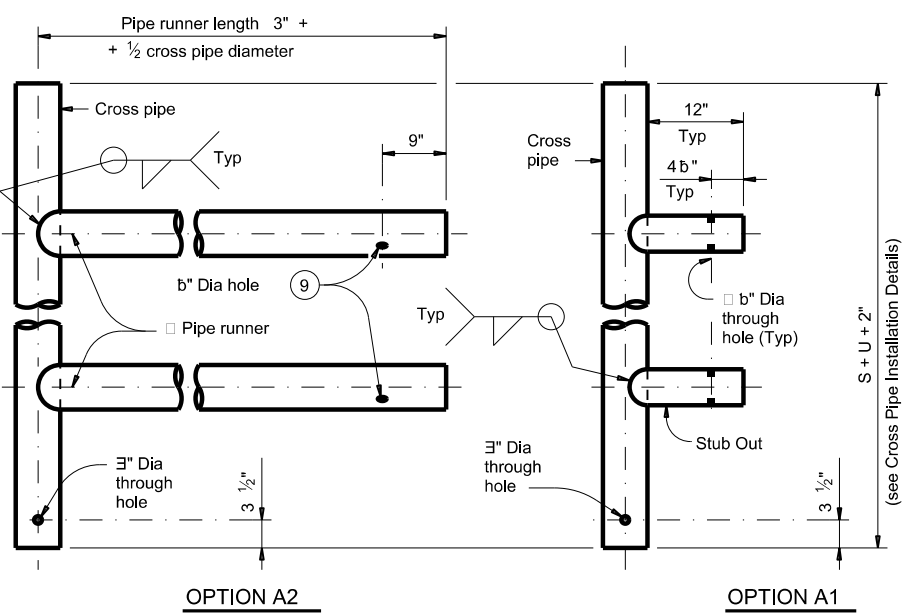 Pipe runner length 3" +
+ ½ cross pipe diameter
Cross pipe
Typ
9"
ƀ" Dia hole
9
□ Pipe runner
Ǝ" Dia
through
hole
3 ½"
OPTION A2
Cross
pipe
12"
Typ
4ƀ"
Typ
Typ
□ b" Dia
through
hole (Typ)
Stub Out
Ǝ" Dia
through
hole
3 ½"
S + U + 2"
(see Cross Pipe Installation Details)
OPTION A1